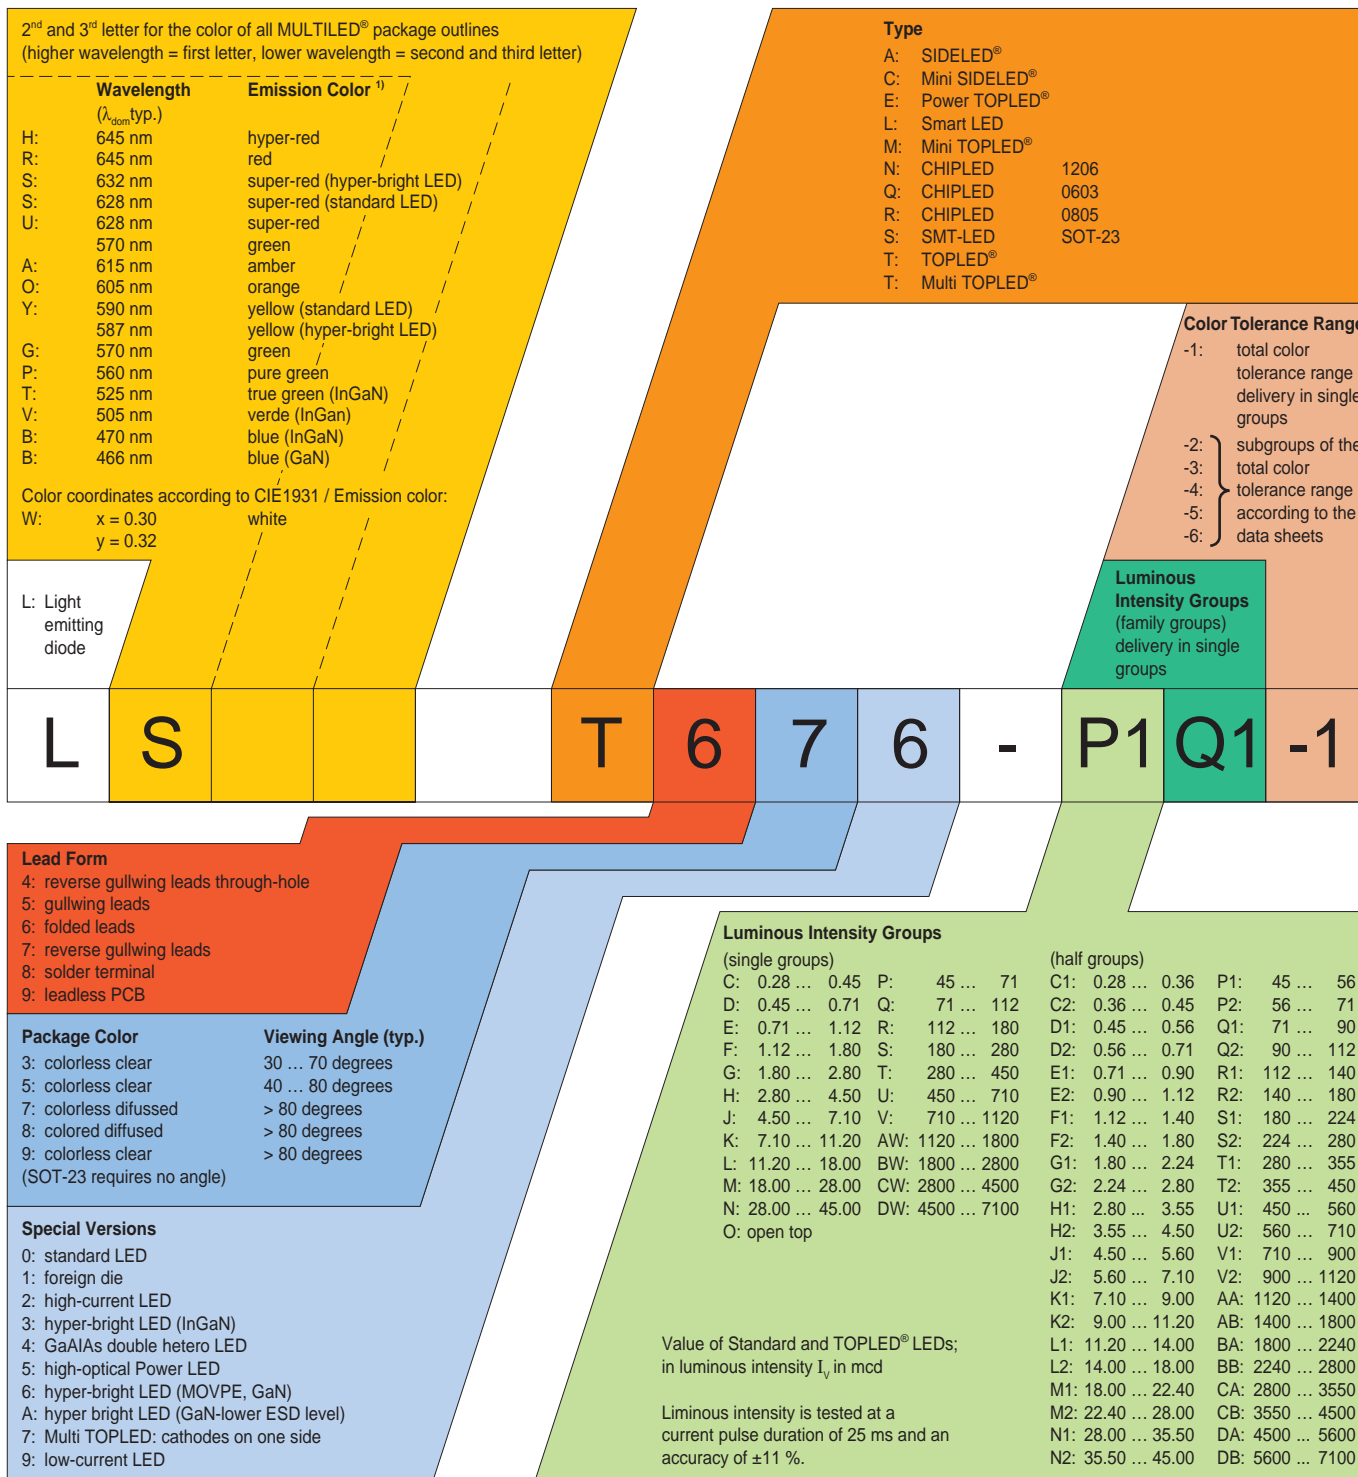 2nd and 3rd letter for the color of all MULTILED® package outlines
(higher wavelength = first letter, lower wavelength = second and third letter)
Wavelength Emission Color 1)
(λdom typ.)
H: 645 nm hyper-red
R: 645 nm red
S: 632 nm super-red (hyper-bright LED)
S: 628 nm super-red (standard LED)
U: 628 nm super-red
570 nm green
A: 615 nm amber
O: 605 nm orange
Y: 590 nm yellow (standard LED)
587 nm yellow (hyper-bright LED)
G: 570 nm green
P: 560 nm pure green
T: 525 nm true green (InGaN)
V: 505 nm verde (InGan)
B: 470 nm blue (InGaN)
B: 466 nm blue (GaN)
Color coordinates according to CIE1931 / Emission color:
W: x = 0.30 white
y = 0.32
Type
A: SIDELED®
C: Mini SIDELED®
E: Power TOPLED®
L: Smart LED
M: Mini TOPLED®
N: CHIPLED 1206
Q: CHIPLED 0603
R: CHIPLED 0805
S: SMT-LED SOT-23
T: TOPLED®
T: Multi TOPLED®
Color Tolerance Range
-1: total color
tolerance range
delivery in single
groups
-2: subgroups of the
-3: total color
-4: tolerance range
-5: according to the
-6: data sheets
L: Light
emitting
diode
Luminous
Intensity Groups
(family groups)
delivery in single
groups
L S T 6 7 6 - P1 Q1 -1
Lead Form
4: reverse gullwing leads through-hole
5: gullwing leads
6: folded leads
7: reverse gullwing leads
8: solder terminal
9: leadless PCB
Package Color Viewing Angle (typ.)
3: colorless clear 30 … 70 degrees
5: colorless clear 40 … 80 degrees
7: colorless difussed > 80 degrees
8: colored diffused > 80 degrees
9: colorless clear > 80 degrees
(SOT-23 requires no angle)
Special Versions
0: standard LED
1: foreign die
2: high-current LED
3: hyper-bright LED (InGaN)
4: GaAlAs double hetero LED
5: high-optical Power LED
6: hyper-bright LED (MOVPE, GaN)
A: hyper bright LED (GaN-lower ESD level)
7: Multi TOPLED: cathodes on one side
9: low-current LED
Luminous Intensity Groups
(single groups) (half groups)
C: 0.28 … 0.45 P: 45 … 71 C1: 0.28 … 0.36 P1: 45 … 56
D: 0.45 … 0.71 Q: 71 … 112 C2: 0.36 … 0.45 P2: 56 … 71
E: 0.71 … 1.12 R: 112 … 180 D1: 0.45 … 0.56 Q1: 71 … 90
F: 1.12 … 1.80 S: 180 … 280 D2: 0.56 … 0.71 Q2: 90 … 112
G: 1.80 … 2.80 T: 280 … 450 E1: 0.71 … 0.90 R1: 112 … 140
H: 2.80 … 4.50 U: 450 … 710 E2: 0.90 … 1.12 R2: 140 … 180
J: 4.50 … 7.10 V: 710 … 1120 F1: 1.12 … 1.40 S1: 180 … 224
K: 7.10 … 11.20 AW: 1120 … 1800 F2: 1.40 … 1.80 S2: 224 … 280
L: 11.20 … 18.00 BW: 1800 … 2800 G1: 1.80 … 2.24 T1: 280 … 355
M: 18.00 … 28.00 CW: 2800 … 4500 G2: 2.24 … 2.80 T2: 355 … 450
N: 28.00 … 45.00 DW: 4500 … 7100 H1: 2.80 ... 3.55 U1: 450 ... 560
O: open top H2: 3.55 … 4.50 U2: 560 … 710
J1: 4.50 … 5.60 V1: 710 … 900
J2: 5.60 … 7.10 V2: 900 … 1120
K1: 7.10 … 9.00 AA: 1120 … 1400
K2: 9.00 … 11.20 AB: 1400 … 1800
L1: 11.20 … 14.00 BA: 1800 … 2240
L2: 14.00 … 18.00 BB: 2240 … 2800
M1: 18.00 … 22.40 CA: 2800 … 3550
M2: 22.40 … 28.00 CB: 3550 … 4500
N1: 28.00 … 35.50 DA: 4500 ... 5600
N2: 35.50 … 45.00 DB: 5600 ... 7100
Value of Standard and TOPLED® LEDs;
in luminous intensity IV in mcd
Liminous intensity is tested at a
current pulse duration of 25 ms and an
accuracy of ±11 %.